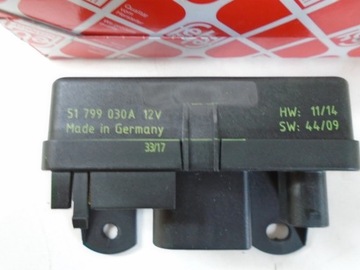 51 799 030A 12V
Made in Germany
33/17
HW: 11/14
SW: 44/09